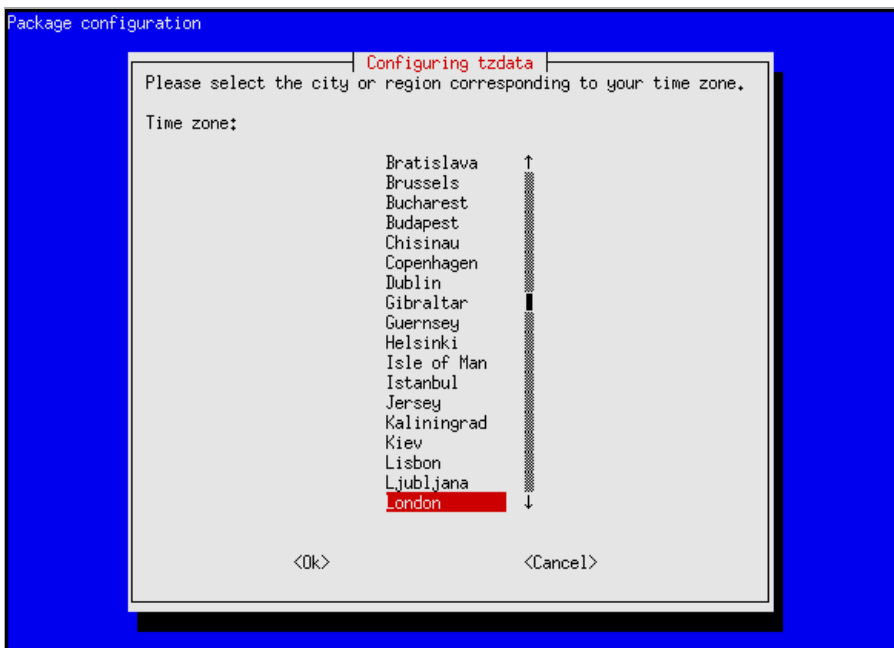 Package configuration
Configuring tzdata
Please select the city or region corresponding to your time zone.
Time zone:
Bratislava ↑
Brussels
Bucharest
Budapest
Chisinau
Copenhagen
Dublin
Gibraltar
Guernsey
Helsinki
Isle of Man
Istanbul
Jersey
Kaliningrad
Kiev
Lisbon
Ljubljana
London ↓
<Ok> <Cancel>